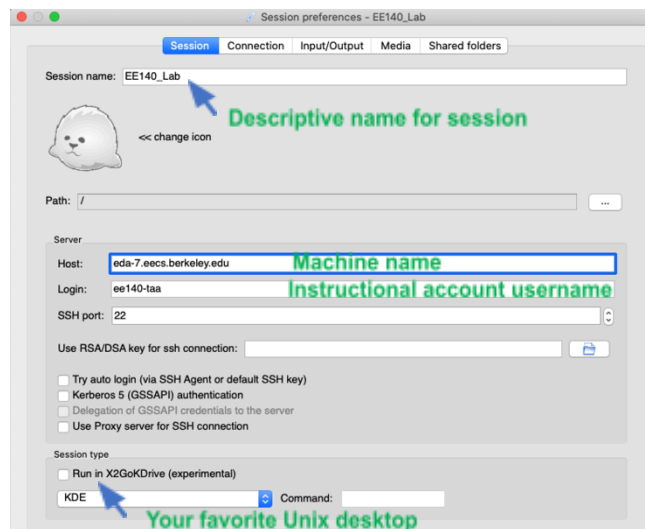 Session preferences - EE140_Lab
Session Connection Input/Output Media Shared folders
Session name: EE140_Lab
Descriptive name for session
<< change icon
Path: / ...
Server
Host: eda-7.eecs.berkeley.edu Machine name
Login: ee140-taa Instructional account username
SSH port: 22
Use RSA/DSA key for ssh connection:
Try auto login (via SSH Agent or default SSH key)
Kerberos 5 (GSSAPI) authentication
Delegation of GSSAPI credentials to the server
Use Proxy server for SSH connection
Session type
Run in X2GoKDrive (experimental)
KDE Command:
Your favorite Unix desktop